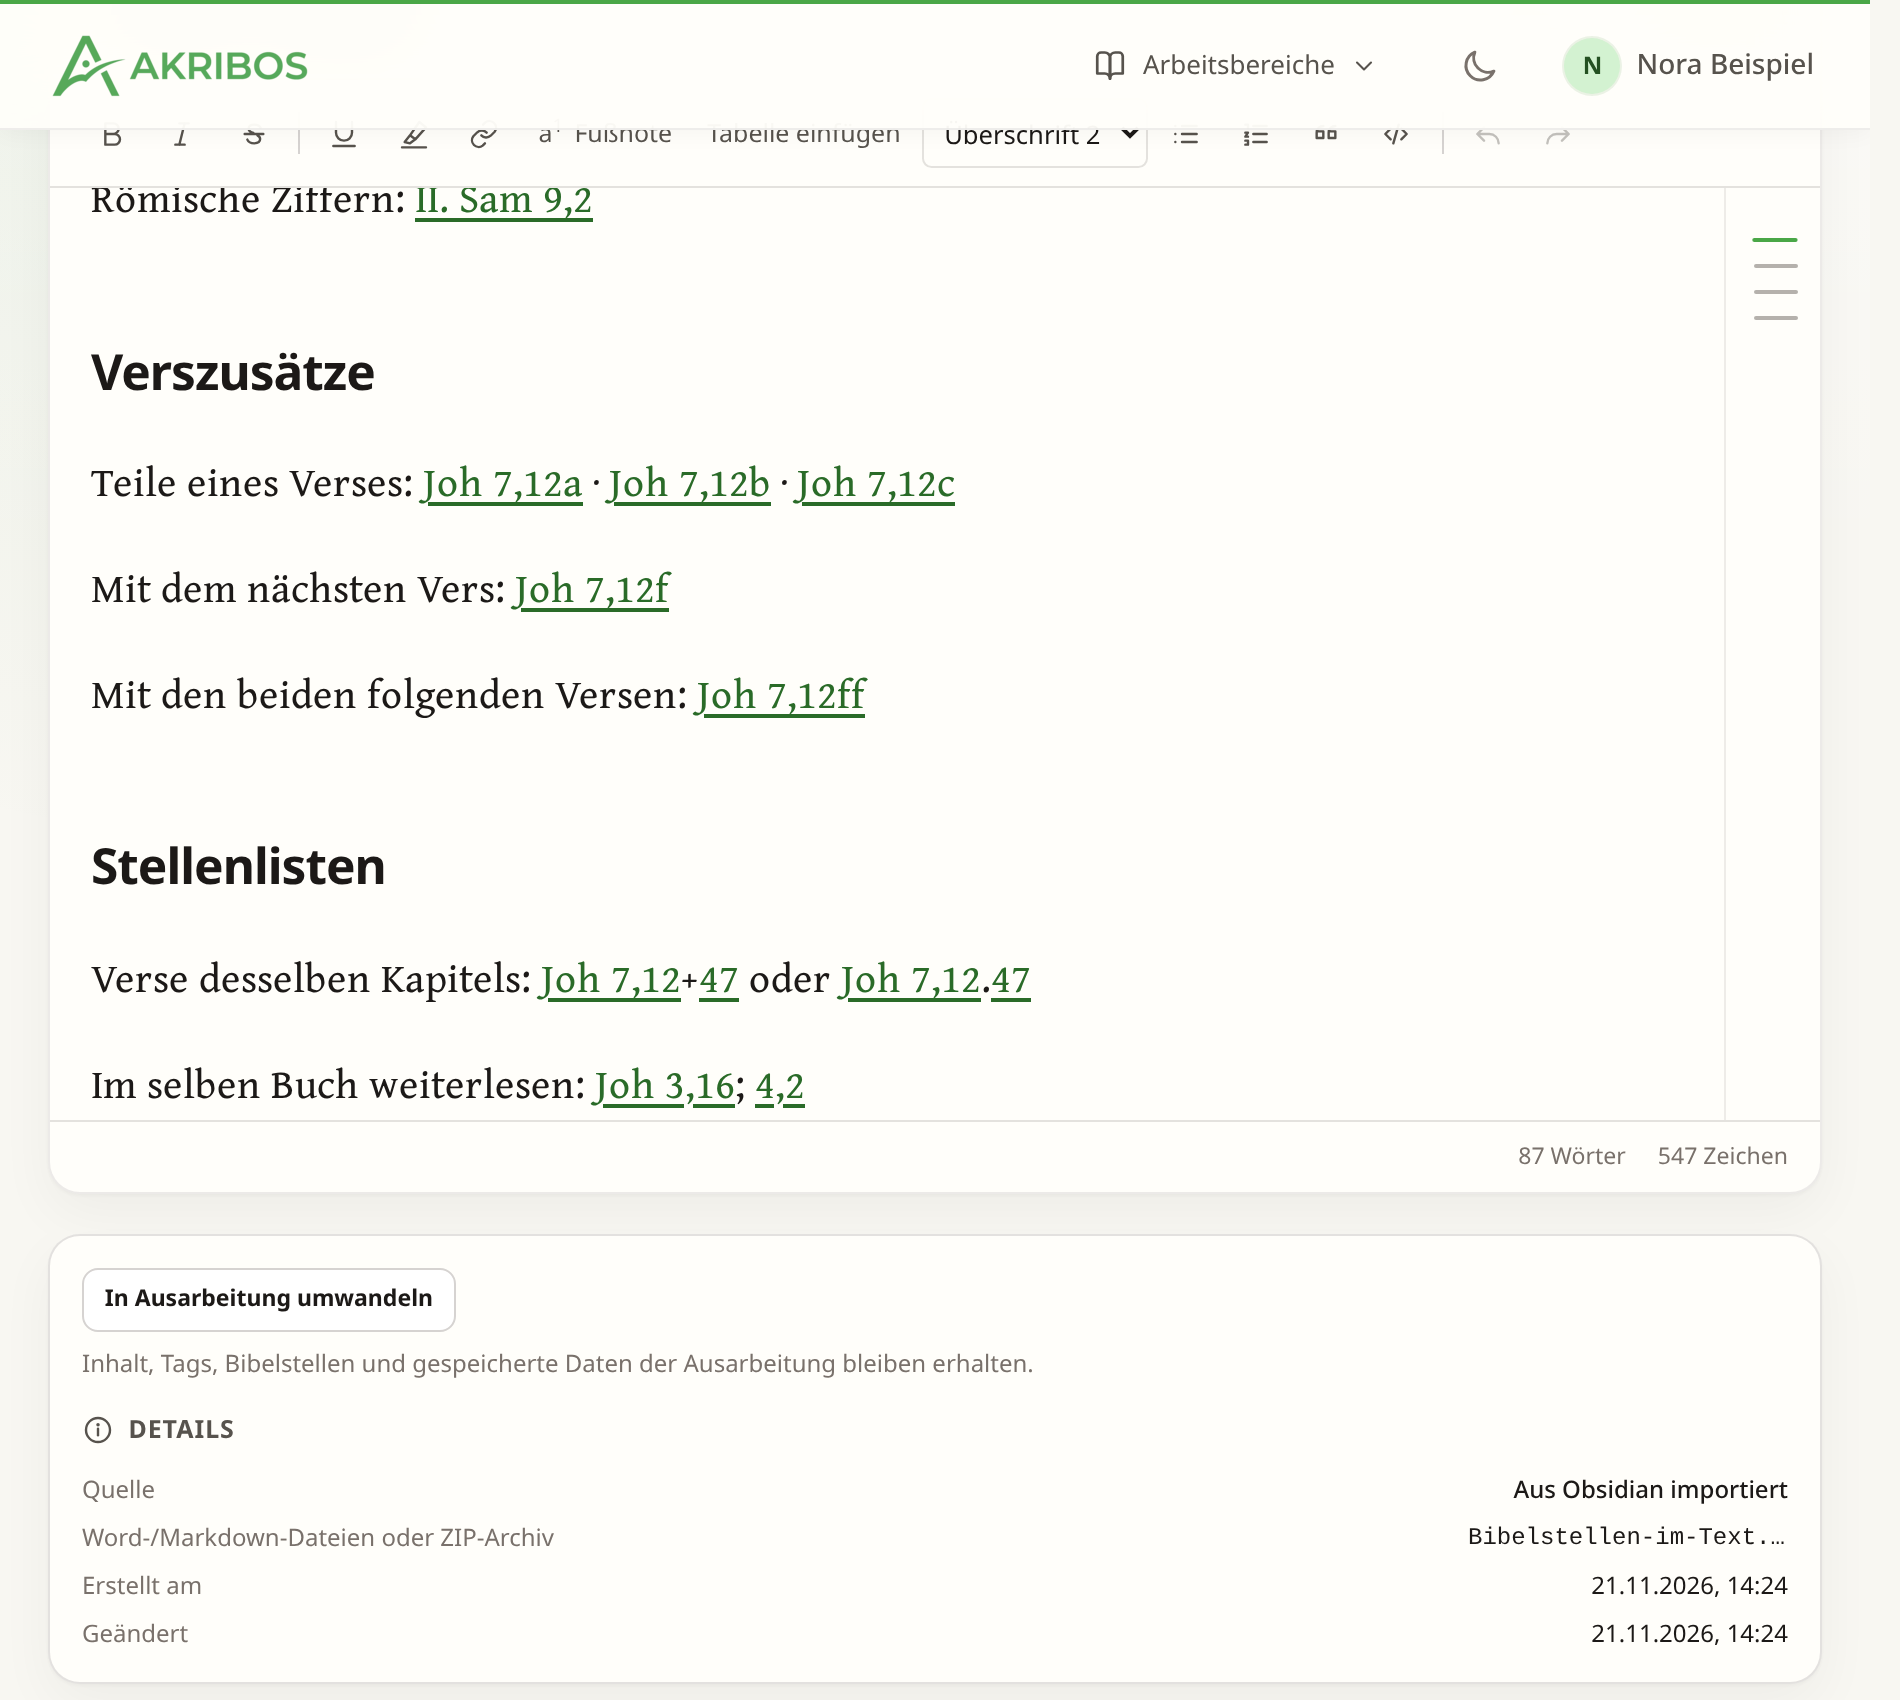 AKRIBOS
Arbeitsbereiche
N Nora Beispiel
B I S U a¹ Fußnote Tabelle einfügen Überschrift 2
Römische Ziffern: II. Sam 9,2
Verszusätze
Teile eines Verses: Joh 7,12a · Joh 7,12b · Joh 7,12c
Mit dem nächsten Vers: Joh 7,12f
Mit den beiden folgenden Versen: Joh 7,12ff
Stellenlisten
Verse desselben Kapitels: Joh 7,12+47 oder Joh 7,12.47
Im selben Buch weiterlesen: Joh 3,16; 4,2
87 Wörter 547 Zeichen
In Ausarbeitung umwandeln
Inhalt, Tags, Bibelstellen und gespeicherte Daten der Ausarbeitung bleiben erhalten.
DETAILS
Quelle Aus Obsidian importiert
Word-/Markdown-Dateien oder ZIP-Archiv Bibelstellen-im-Text.…
Erstellt am 21.11.2026, 14:24
Geändert 21.11.2026, 14:24